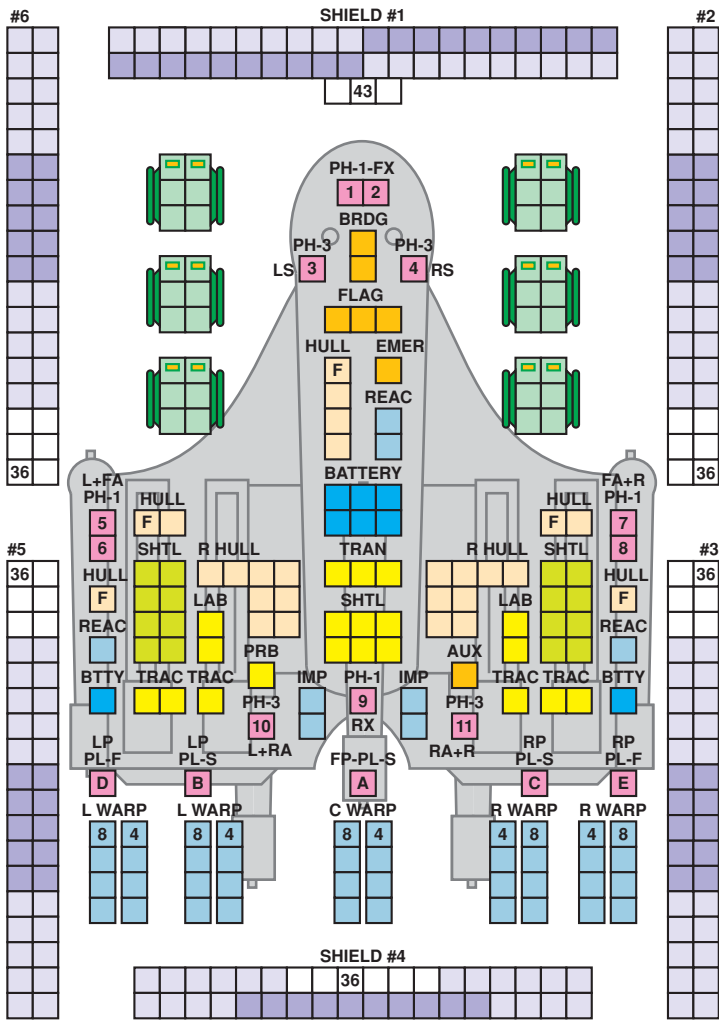 #6
SHIELD #1
#2
43
PH-1-FX
1 2
BRDG
PH-3
PH-3
LS 3
4 RS
FLAG
HULL
EMER
F
REAC
36
36
BATTERY
L+FA
PH-1
FA+R
PH-1
HULL
F
HULL
F
5
6
7
8
#5
#3
SHTL
R HULL
TRAN
R HULL
SHTL
36
36
HULL
F
HULL
F
LAB
SHTL
LAB
REAC
REAC
PRB
AUX
BTTY
TRAC
TRAC
IMP
PH-1
IMP
TRAC
TRAC
BTTY
PH-3
9
PH-3
10
RX
11
L+RA
RA+R
LP
PL-F
LP
PL-S
FP-PL-S
RP
PL-S
RP
PL-F
D
B
A
C
E
L WARP
L WARP
C WARP
R WARP
R WARP
8 4
8 4
8 4
4 8
4 8
SHIELD #4
36